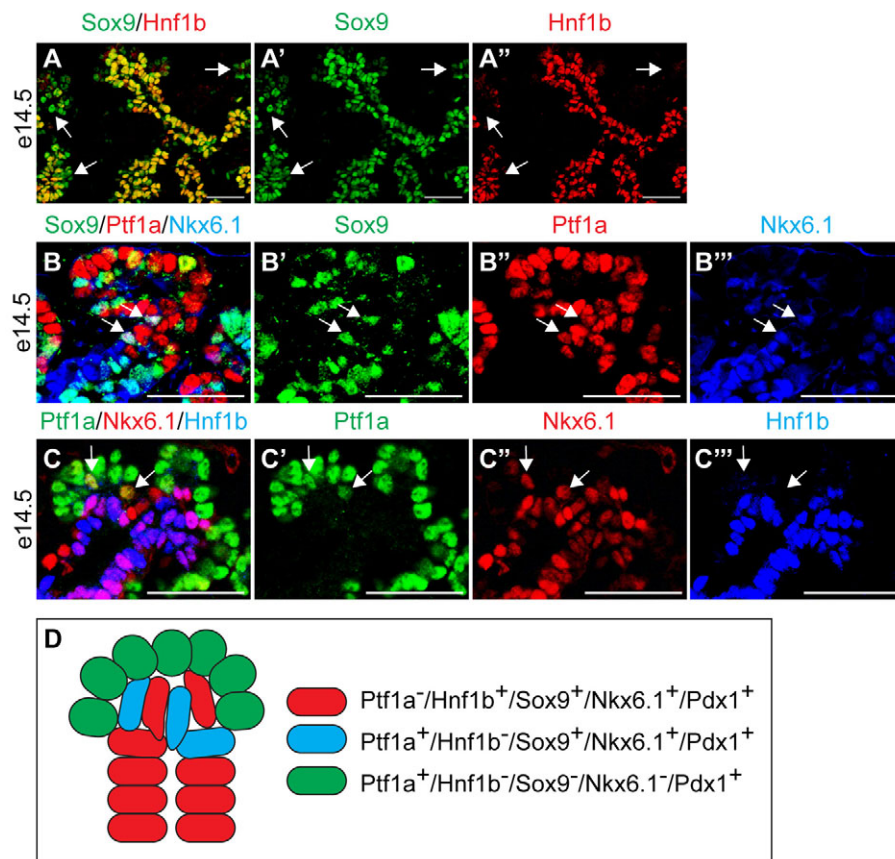 Sox9/Hnf1b Sox9 Hnf1b
A A' A"
e14.5
Sox9/Ptf1a/Nkx6.1 Sox9 Ptf1a Nkx6.1
B B' B" B"'
e14.5
Ptf1a/Nkx6.1/Hnf1b Ptf1a Nkx6.1 Hnf1b
C C' C" C"'
e14.5
D
Ptf1a⁻/Hnf1b⁺/Sox9⁺/Nkx6.1⁺/Pdx1⁺
Ptf1a⁺/Hnf1b⁻/Sox9⁺/Nkx6.1⁺/Pdx1⁺
Ptf1a⁺/Hnf1b⁻/Sox9⁻/Nkx6.1⁻/Pdx1⁺